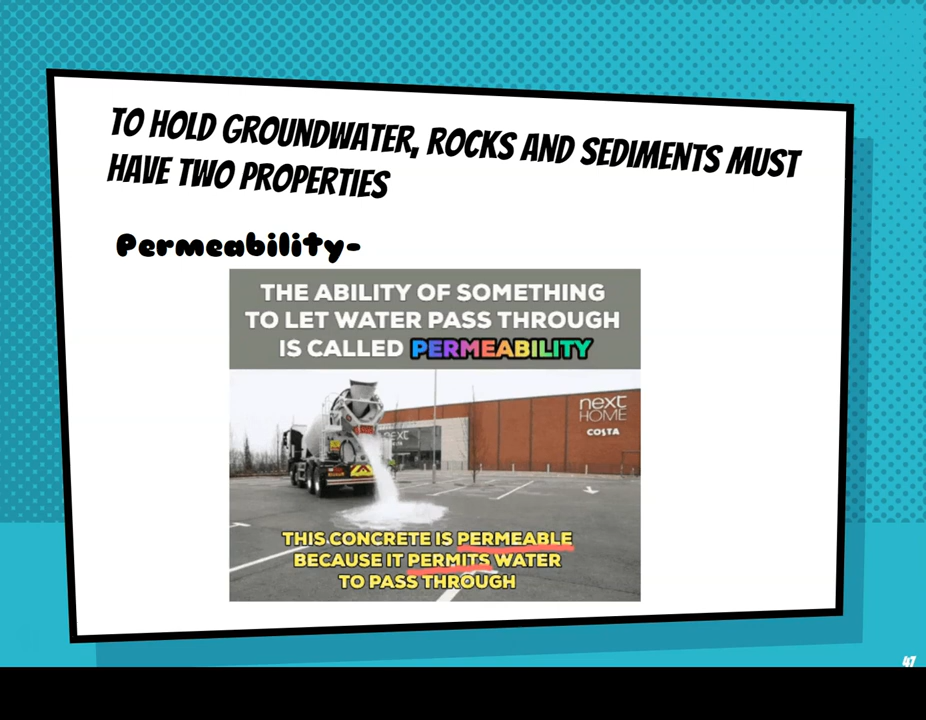 TO HOLD GROUNDWATER, ROCKS AND SEDIMENTS MUST
HAVE TWO PROPERTIES
Permeability-
THE ABILITY OF SOMETHING
TO LET WATER PASS THROUGH
IS CALLED PERMEABILITY
next
HOME
COSTA
next
THIS CONCRETE IS PERMEABLE
BECAUSE IT PERMITS WATER
TO PASS THROUGH
47